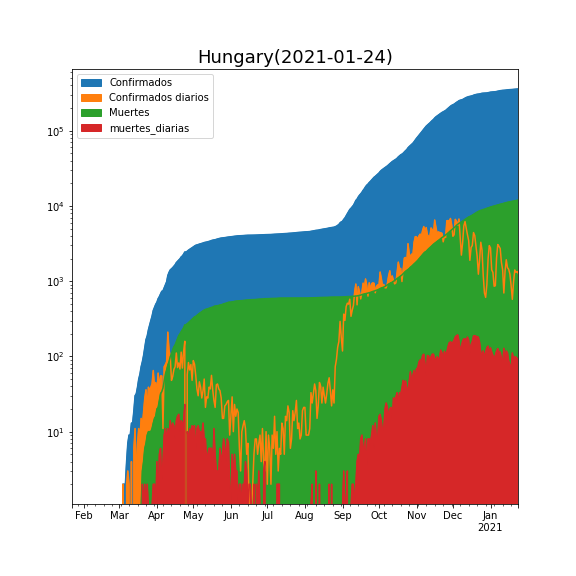 Hungary(2021-01-24)
Confirmados
Confirmados diarios
Muertes
muertes_diarias
10^5
10^4
10^3
10^2
10^1
Feb Mar Apr May Jun Jul Aug Sep Oct Nov Dec Jan
2021